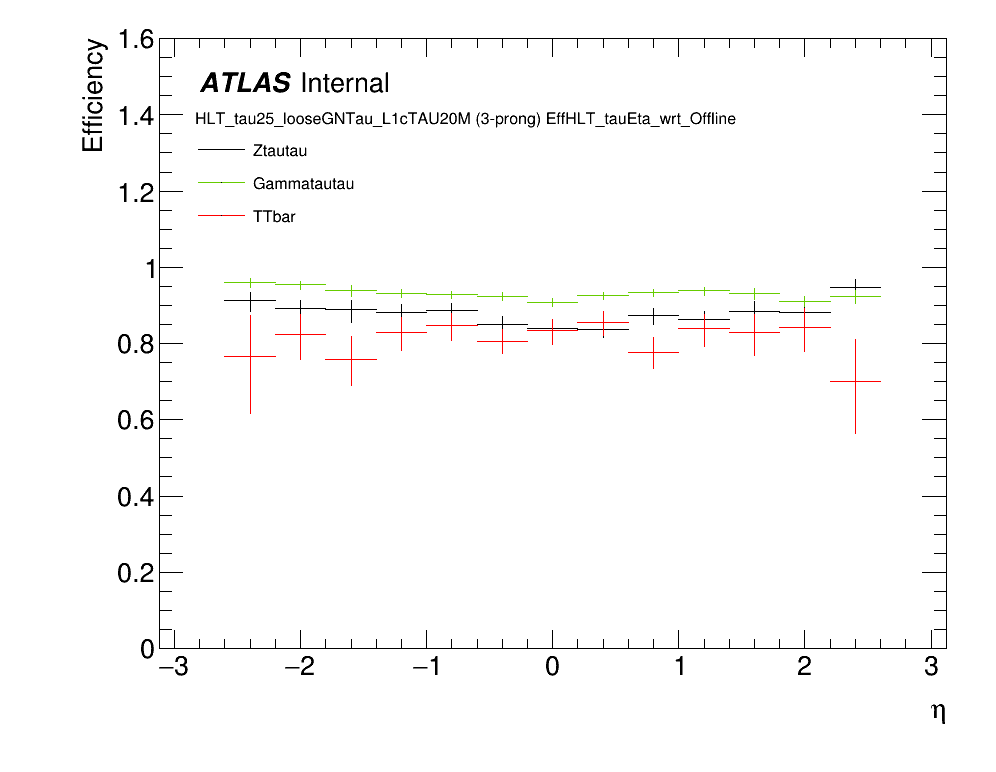 Efficiency
1.6
1.4
1.2
1
0.8
0.6
0.4
0.2
0
ATLAS Internal
HLT_tau25_looseGNTau_L1cTAU20M (3-prong) EffHLT_tauEta_wrt_Offline
Ztautau
Gammatautau
TTbar
−3 −2 −1 0 1 2 3
η